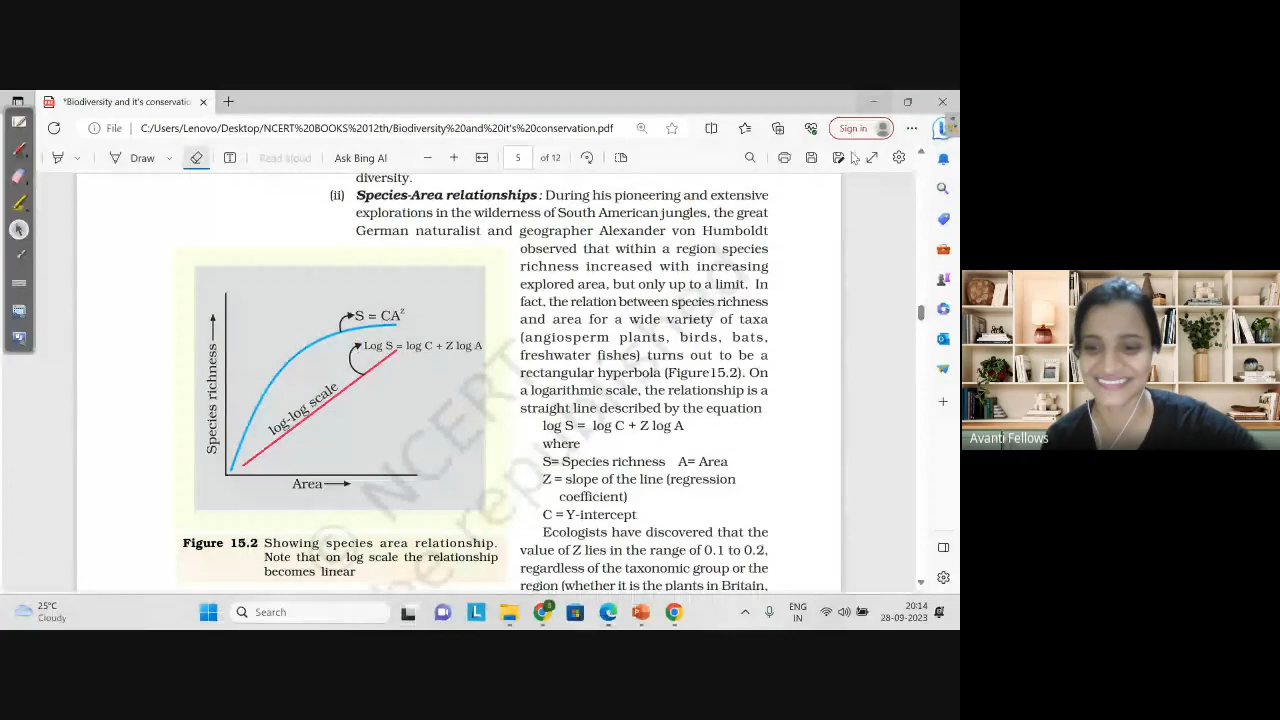 *Biodiversity and it's conservatio
File
C:/Users/Lenovo/Desktop/NCERT%20BOOKS%2012th/Biodiversity%20and%20it's%20conservation.pdf
Sign in
Draw
Read aloud
Ask Bing AI
5 of 12
diversity.
(ii) Species-Area relationships: During his pioneering and extensive
explorations in the wilderness of South American jungles, the great
German naturalist and geographer Alexander von Humboldt
observed that within a region species
richness increased with increasing
explored area, but only up to a limit. In
fact, the relation between species richness
and area for a wide variety of taxa
(angiosperm plants, birds, bats,
freshwater fishes) turns out to be a
rectangular hyperbola (Figure15.2). On
a logarithmic scale, the relationship is a
straight line described by the equation
log S = log C + Z log A
where
S= Species richness A= Area
Z = slope of the line (regression
coefficient)
C = Y-intercept
Ecologists have discovered that the
value of Z lies in the range of 0.1 to 0.2,
regardless of the taxonomic group or the
region (whether it is the plants in Britain,
S = CAᶻ
Log S = log C + Z log A
log-log scale
Species richness
Area
Figure 15.2 Showing species area relationship.
Note that on log scale the relationship
becomes linear
© NCERT
be republished
Avanti Fellows
25°C
Cloudy
Search
ENG
IN
20:14
28-09-2023